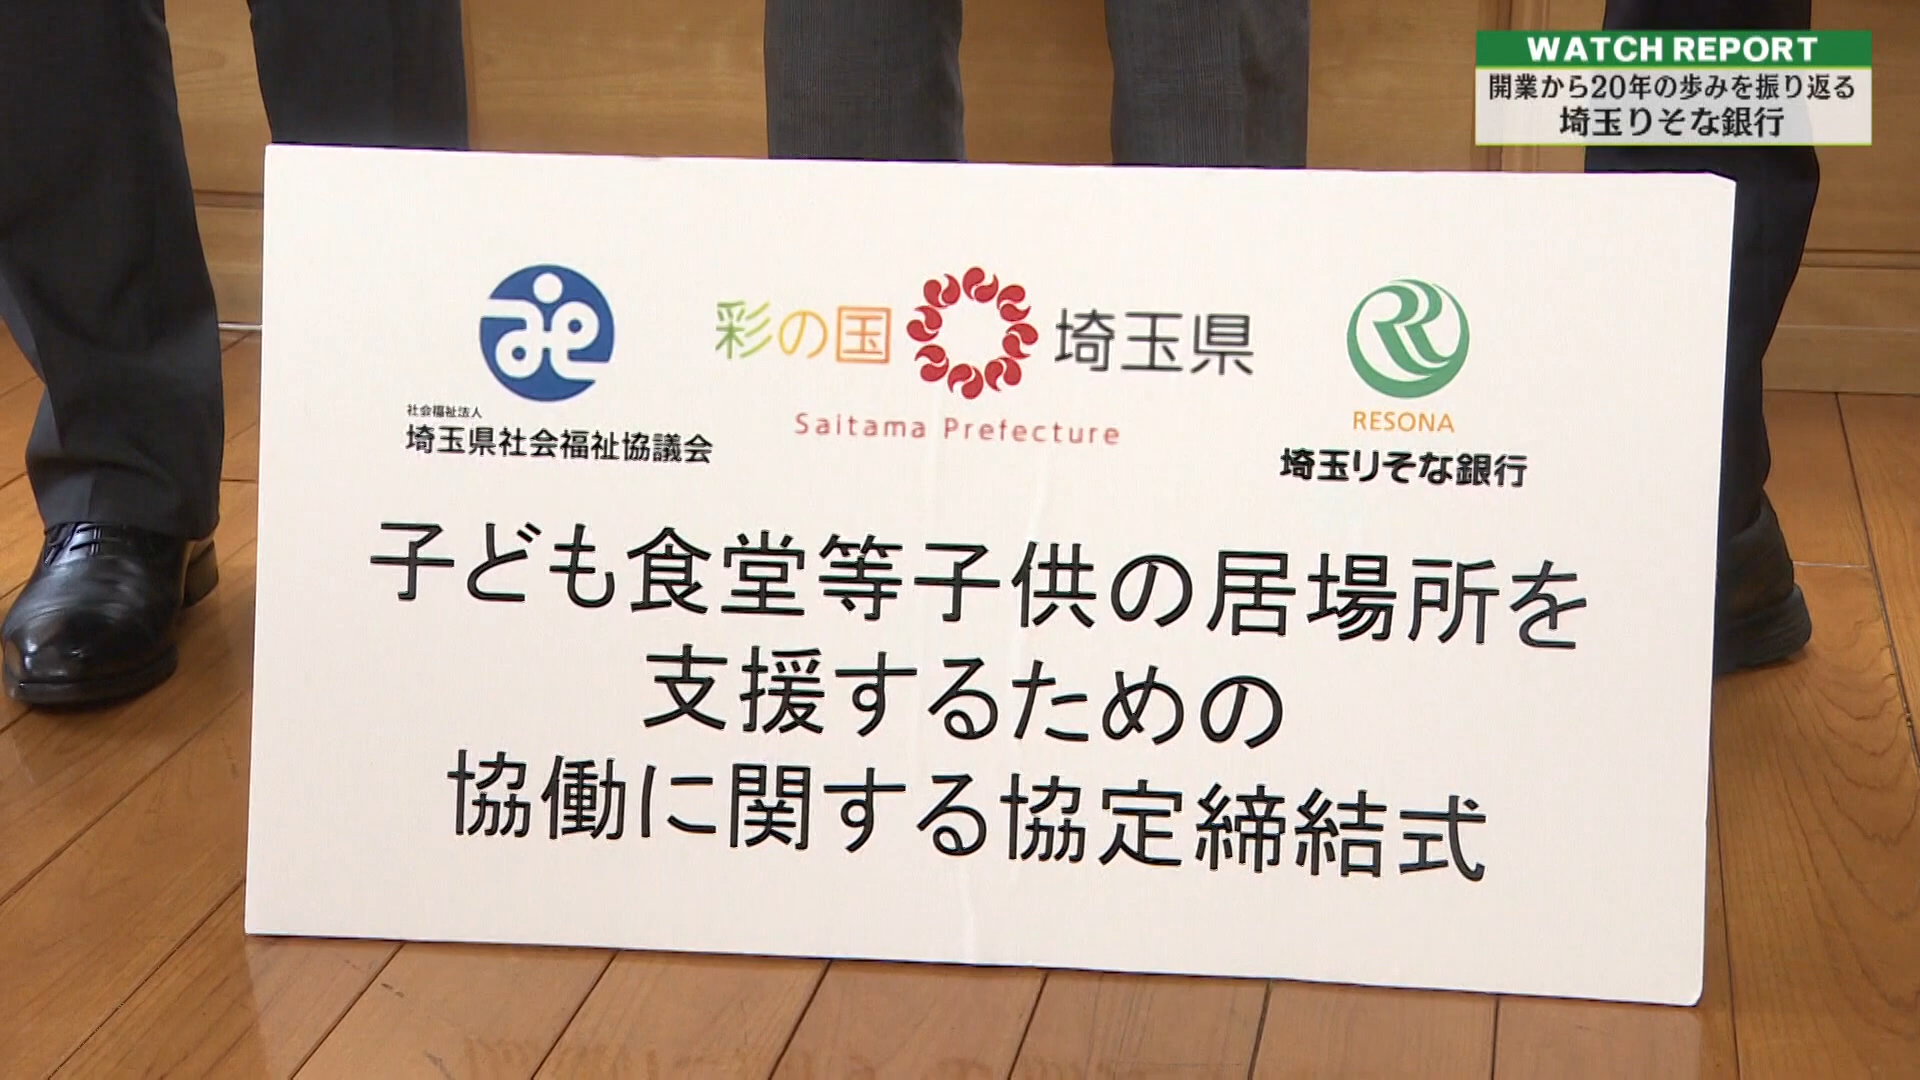 WATCH REPORT
開業から20年の歩みを振り返る
埼玉りそな銀行
彩の国 埼玉県
Saitama Prefecture
社会福祉法人
埼玉県社会福祉協議会
RESONA
埼玉りそな銀行
子ども食堂等子供の居場所を
支援するための
協働に関する協定締結式